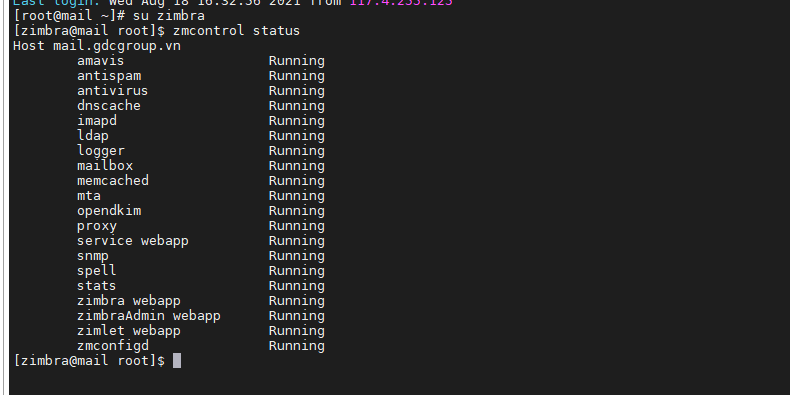 Last login: Wed Aug 18 16:32:56 2021 from 117.4.255.125
[root@mail ~]# su zimbra
[zimbra@mail root]$ zmcontrol status
Host mail.gdcgroup.vn
amavis Running
antispam Running
antivirus Running
dnscache Running
imapd Running
ldap Running
logger Running
mailbox Running
memcached Running
mta Running
opendkim Running
proxy Running
service webapp Running
snmp Running
spell Running
stats Running
zimbra webapp Running
zimbraAdmin webapp Running
zimlet webapp Running
zmconfigd Running
[zimbra@mail root]$